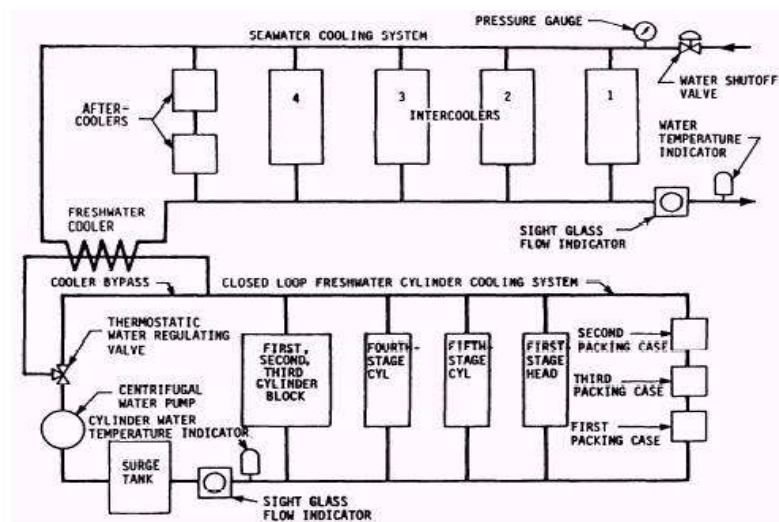 PRESSURE GAUGE
SEAWATER COOLING SYSTEM
WATER SHUTOFF
VALVE
AFTER-
COOLERS
4
3
2
1
INTERCOOLERS
WATER
TEMPERATURE
INDICATOR
FRESHWATER
COOLER
SIGHT GLASS
FLOW INDICATOR
COOLER BYPASS
CLOSED LOOP FRESHWATER CYLINDER COOLING SYSTEM
THERMOSTATIC
WATER REGULATING
VALVE
FIRST,
SECOND,
THIRD
CYLINDER
BLOCK
FOURTH-
STAGE
CYL
FIFTH-
STAGE
CYL
FIRST-
STAGE
HEAD
SECOND
PACKING CASE
THIRD
PACKING CASE
FIRST
PACKING CASE
CENTRIFUGAL
WATER PUMP
CYLINDER WATER
TEMPERATURE INDICATOR
SURGE
TANK
SIGHT GLASS
FLOW INDICATOR